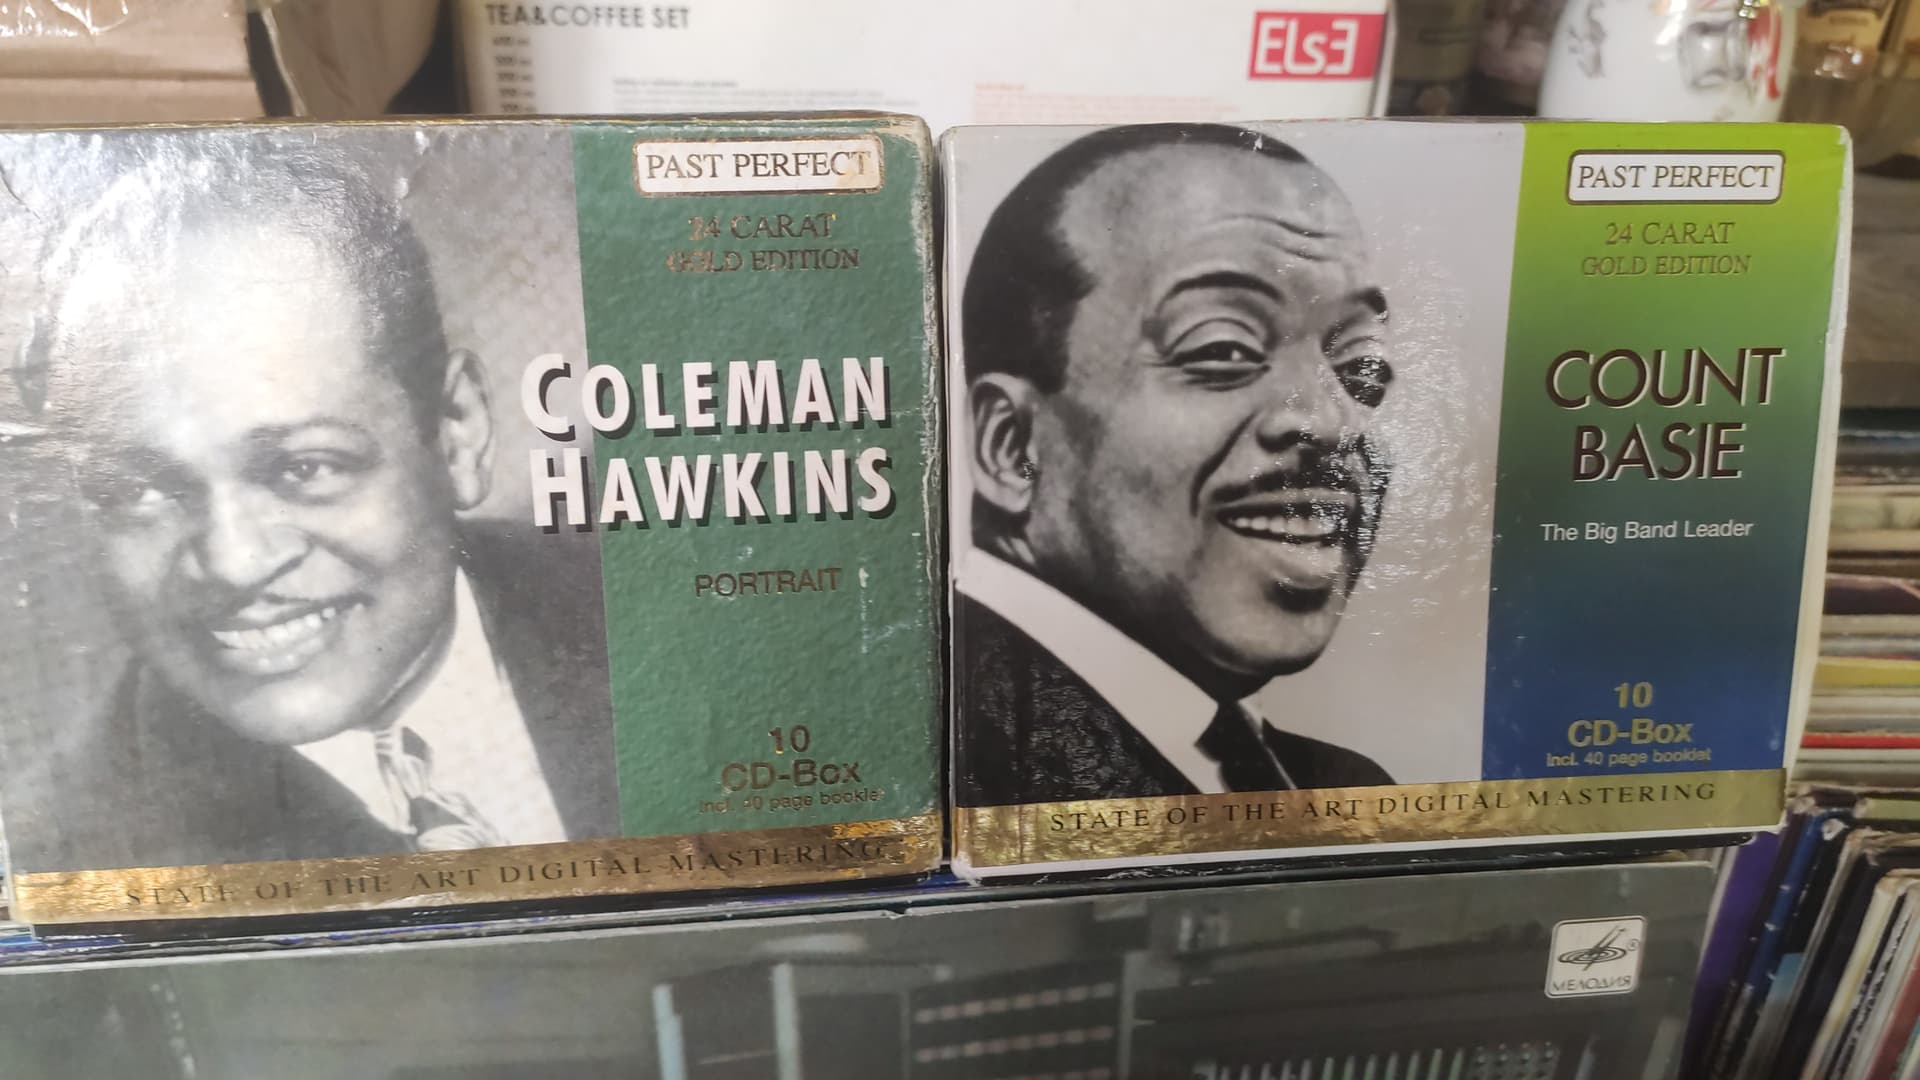 TEA&COFFEE SET
ELSE
PAST PERFECT
24 CARAT
GOLD EDITION
COLEMAN
HAWKINS
PORTRAIT
10
CD-Box
Incl. 40 page booklet
STATE OF THE ART DIGITAL MASTERING
PAST PERFECT
24 CARAT
GOLD EDITION
COUNT
BASIE
The Big Band Leader
10
CD-Box
Incl. 40 page booklet
STATE OF THE ART DIGITAL MASTERING
МЕЛОДИЯ